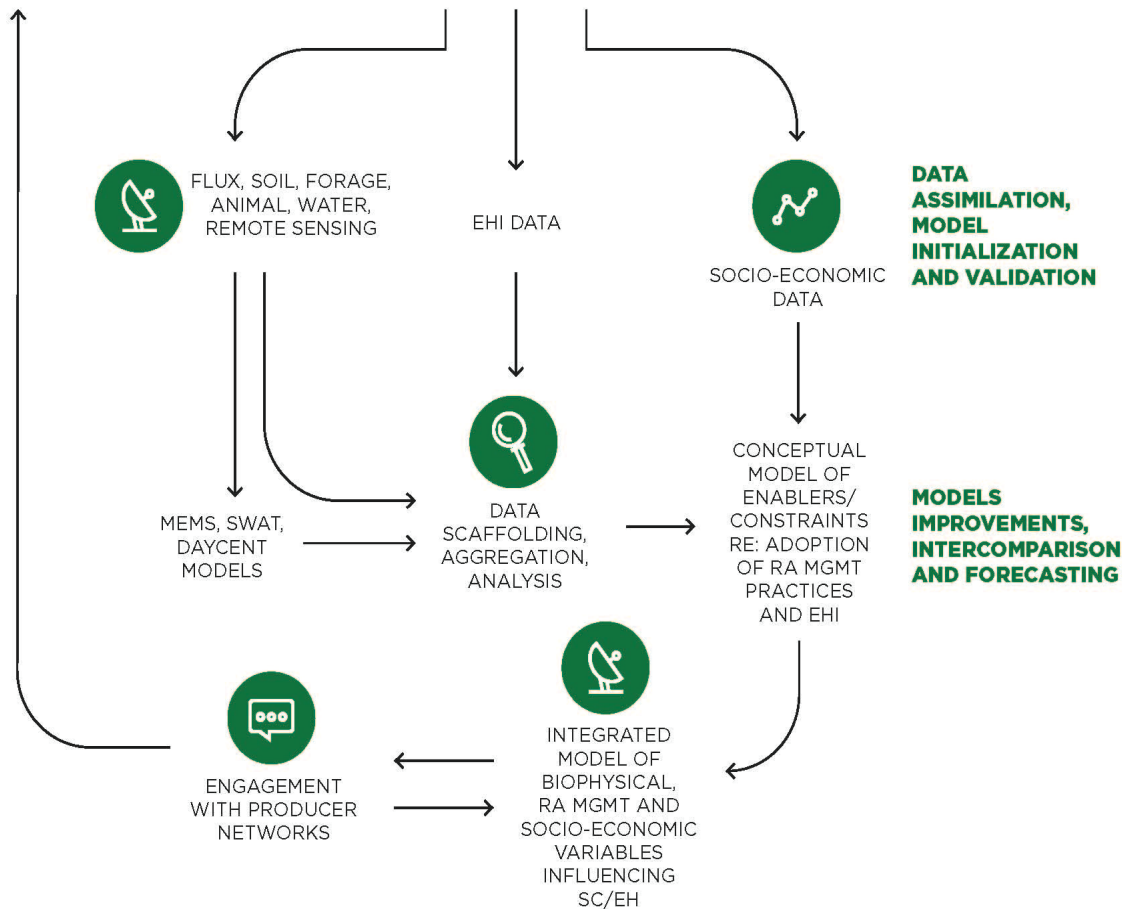 FLUX, SOIL, FORAGE,
ANIMAL, WATER,
REMOTE SENSING
EHI DATA
SOCIO-ECONOMIC
DATA
DATA
ASSIMILATION,
MODEL
INITIALIZATION
AND VALIDATION
MEMS, SWAT,
DAYCENT
MODELS
DATA
SCAFFOLDING,
AGGREGATION,
ANALYSIS
CONCEPTUAL
MODEL OF
ENABLERS/
CONSTRAINTS
RE: ADOPTION
OF RA MGMT
PRACTICES
AND EHI
MODELS
IMPROVEMENTS,
INTERCOMPARISON
AND FORECASTING
ENGAGEMENT
WITH PRODUCER
NETWORKS
INTEGRATED
MODEL OF
BIOPHYSICAL,
RA MGMT AND
SOCIO-ECONOMIC
VARIABLES
INFLUENCING
SC/EH